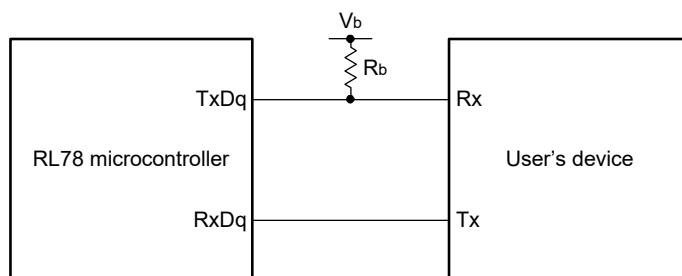 Vb
Rb
TxDq
Rx
RL78 microcontroller
User's device
RxDq
Tx